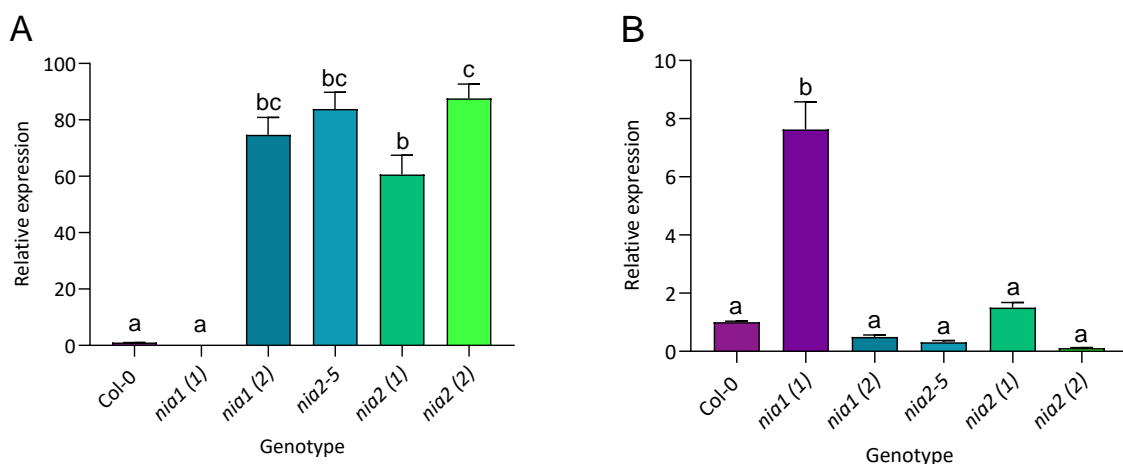 A
100
80
60
40
20
0
Relative expression
a
a
bc
bc
b
c
Col-0
nia1 (1)
nia1 (2)
nia2-5
nia2 (1)
nia2 (2)
Genotype
B
10
8
6
4
2
0
Relative expression
a
b
a
a
a
a
Col-0
nia1 (1)
nia1 (2)
nia2-5
nia2 (1)
nia2 (2)
Genotype